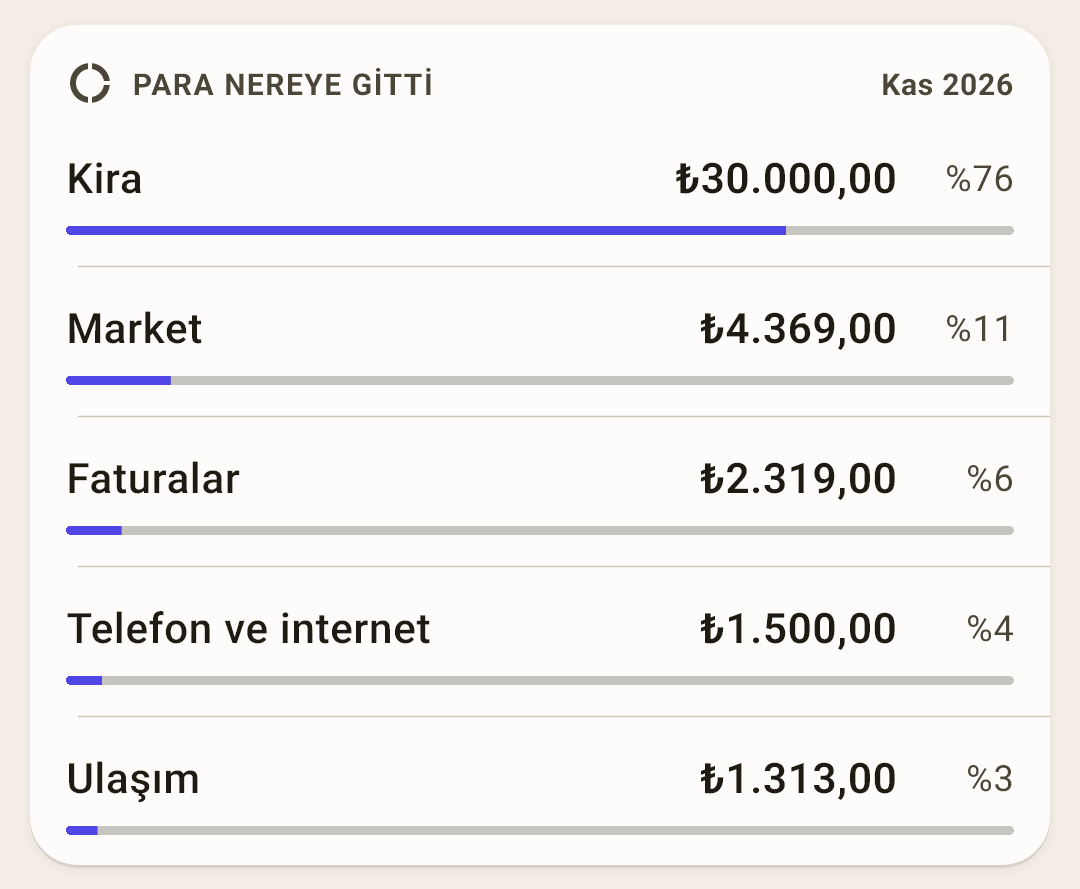 PARA NEREYE GİTTİ Kas 2026
Kira ₺30.000,00 %76
Market ₺4.369,00 %11
Faturalar ₺2.319,00 %6
Telefon ve internet ₺1.500,00 %4
Ulaşım ₺1.313,00 %3